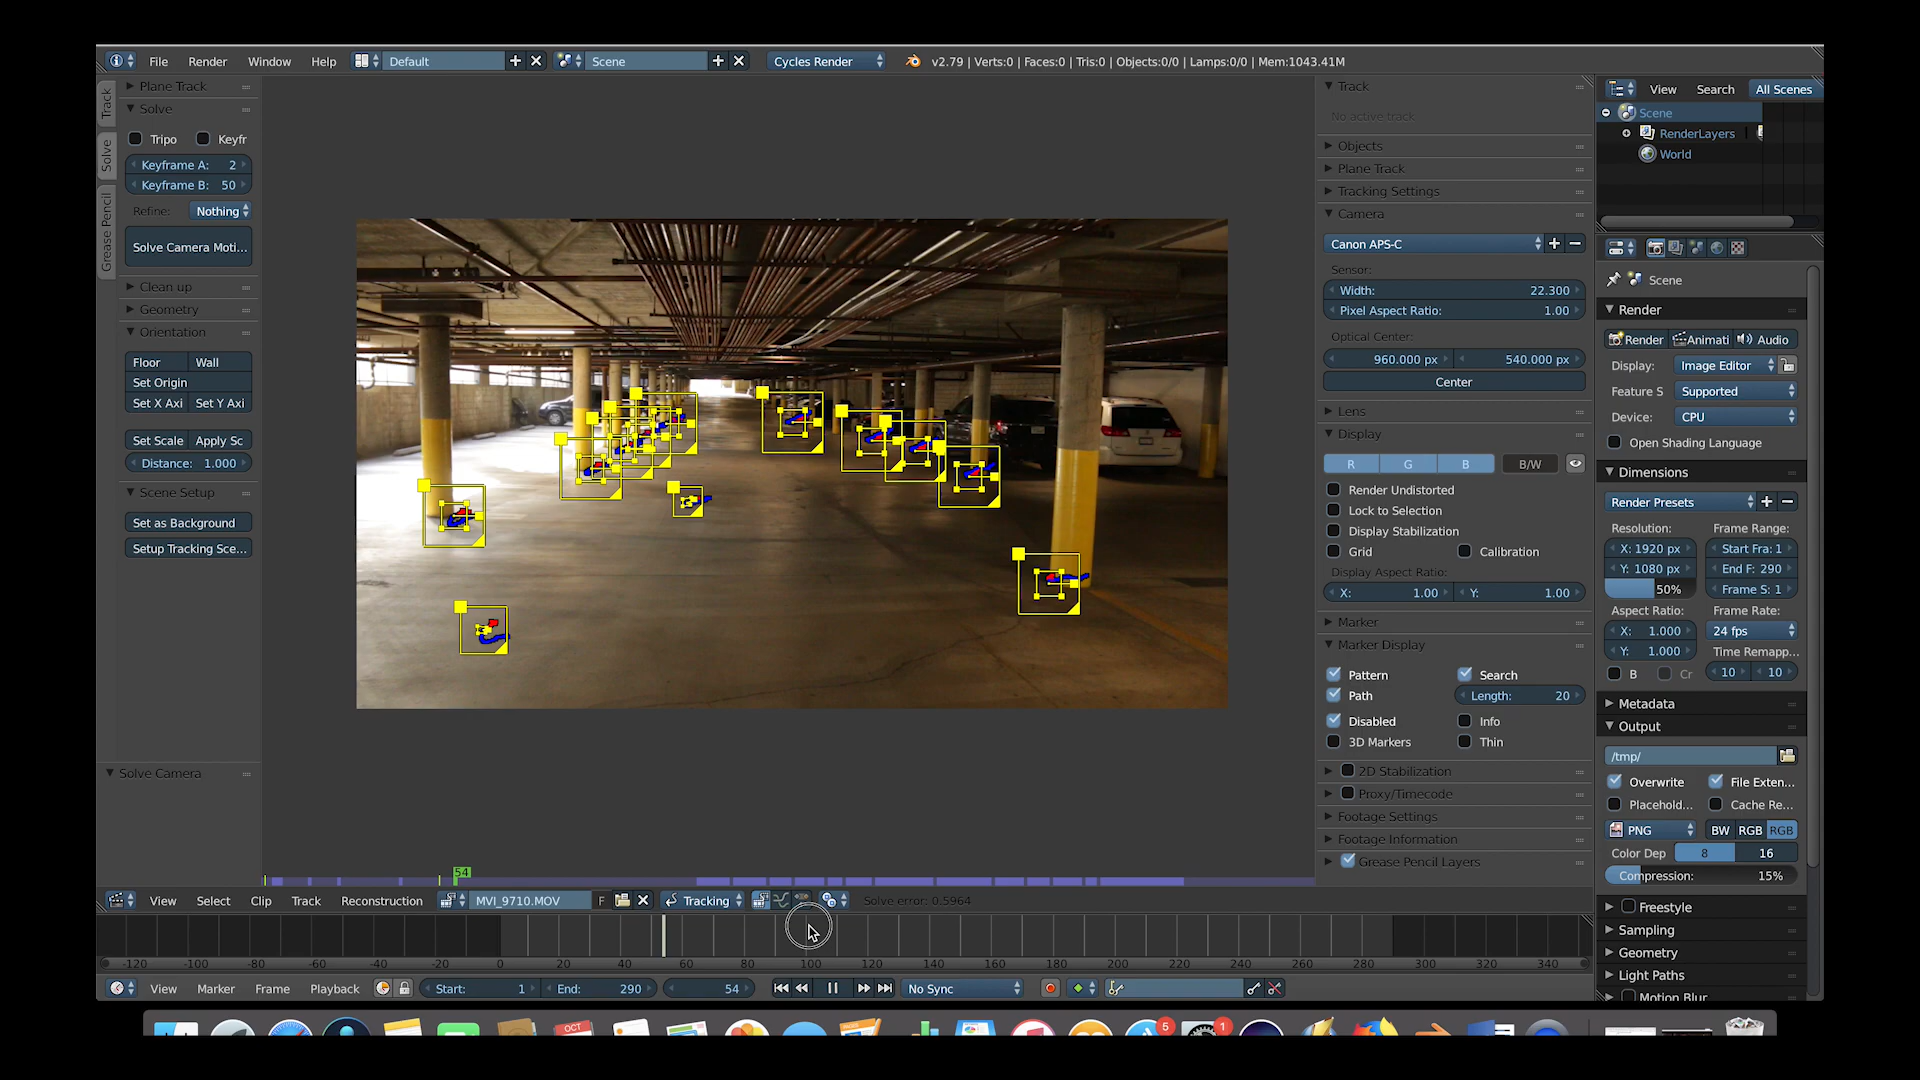 File Render Window Help Default Scene Cycles Render v2.79 | Verts:0 | Faces:0 | Tris:0 | Objects:0/0 | Lamps:0/0 | Mem:1043.41M
Track
Solve
Grease Pencil
Plane Track
Solve
Tripo Keyfr
Keyframe A: 2
Keyframe B: 50
Refine: Nothing
Solve Camera Moti...
Clean up
Geometry
Orientation
Floor Wall
Set Origin
Set X Axi Set Y Axi
Set Scale Apply Sc
Distance: 1.000
Scene Setup
Set as Background
Setup Tracking Sce...
Solve Camera
Track
No active track
Objects
Plane Track
Tracking Settings
Camera
Canon APS-C
Sensor:
Width: 22.300
Pixel Aspect Ratio: 1.00
Optical Center:
960.000 px 540.000 px
Center
Lens
Display
R G B B/W
Render Undistorted
Lock to Selection
Display Stabilization
Grid Calibration
Display Aspect Ratio:
X: 1.00 Y: 1.00
Marker
Marker Display
Pattern Search
Path Length: 20
Disabled Info
3D Markers Thin
2D Stabilization
Proxy/Timecode
Footage Settings
Footage Information
Grease Pencil Layers
View Search All Scenes
Scene
RenderLayers
World
Scene
Render
Render Animati Audio
Display: Image Editor
Feature S Supported
Device: CPU
Open Shading Language
Dimensions
Render Presets
Resolution: Frame Range:
X: 1920 px Start Fra: 1
Y: 1080 px End F: 290
50% Frame S: 1
Aspect Ratio: Frame Rate:
X: 1.000 24 fps
Y: 1.000 Time Remapp...
B Cr 10 10
Metadata
Output
/tmp/
Overwrite File Exten...
Placehold... Cache Re...
PNG BW RGB RGB
Color Dep 8 16
Compression: 15%
Freestyle
Sampling
Geometry
Light Paths
Motion Blur
54
View Select Clip Track Reconstruction MVI_9710.MOV F Tracking Solve error: 0.5964
-120 -100 -80 -60 -40 -20 0 20 40 60 80 100 120 140 160 180 200 220 240 260 280 300 320 340
View Marker Frame Playback Start: 1 End: 290 54 No Sync
OCT 5 1